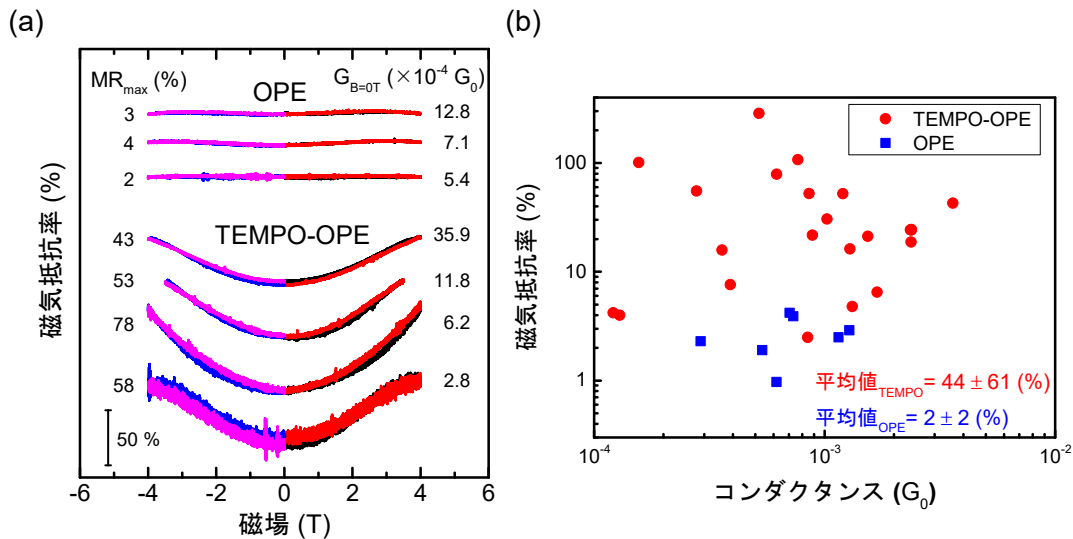 (a)
MR_max (%)
G_B=0T (×10^-4 G_0)
OPE
3
12.8
4
7.1
2
5.4
TEMPO-OPE
43
35.9
53
11.8
78
6.2
58
2.8
50 %
磁気抵抗率 (%)
-6 -4 -2 0 2 4 6
磁場 (T)
(b)
TEMPO-OPE
OPE
100
10
1
磁気抵抗率 (%)
平均値_TEMPO = 44 ± 61 (%)
平均値_OPE = 2 ± 2 (%)
10^-4 10^-3 10^-2
コンダクタンス (G_0)